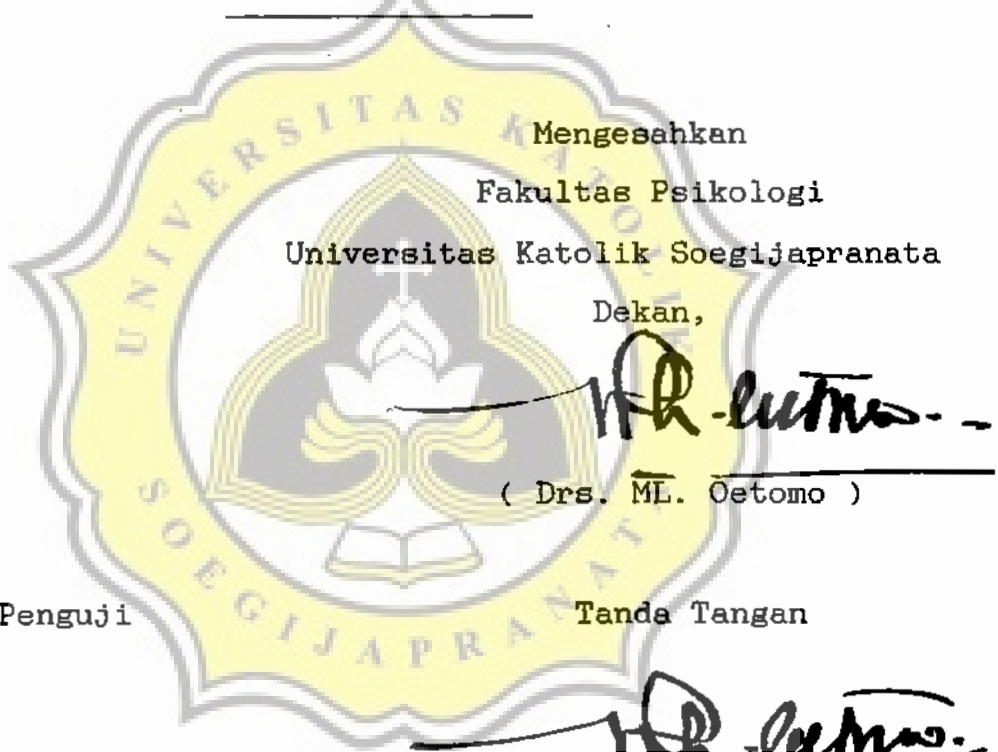 UNIVERSITAS KATOLIK
SOEGIJAPRANATA
Mengesahkan
Fakultas Psikologi
Universitas Katolik Soegijapranata
Dekan,
( Drs. ML. Oetomo )
Penguji Tanda Tangan